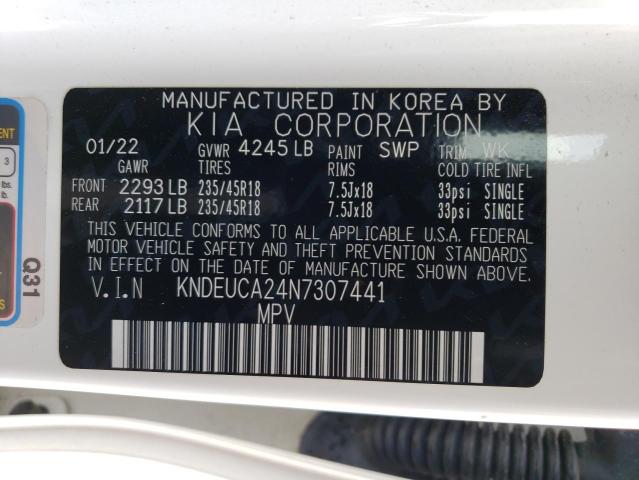 MANUFACTURED IN KOREA BY
KIA CORPORATION
01/22 GVWR 4245 LB PAINT SWP TRIM WK
GAWR TIRES RIMS COLD TIRE INFL
FRONT 2293 LB 235/45R18 7.5Jx18 33psi SINGLE
REAR 2117 LB 235/45R18 7.5Jx18 33psi SINGLE
THIS VEHICLE CONFORMS TO ALL APPLICABLE U.S.A. FEDERAL
MOTOR VEHICLE SAFETY AND THEFT PREVENTION STANDARDS
IN EFFECT ON THE DATE OF MANUFACTURE SHOWN ABOVE.
V.I.N KNDEUCA24N7307441
MPV
Q31
3
lbs.